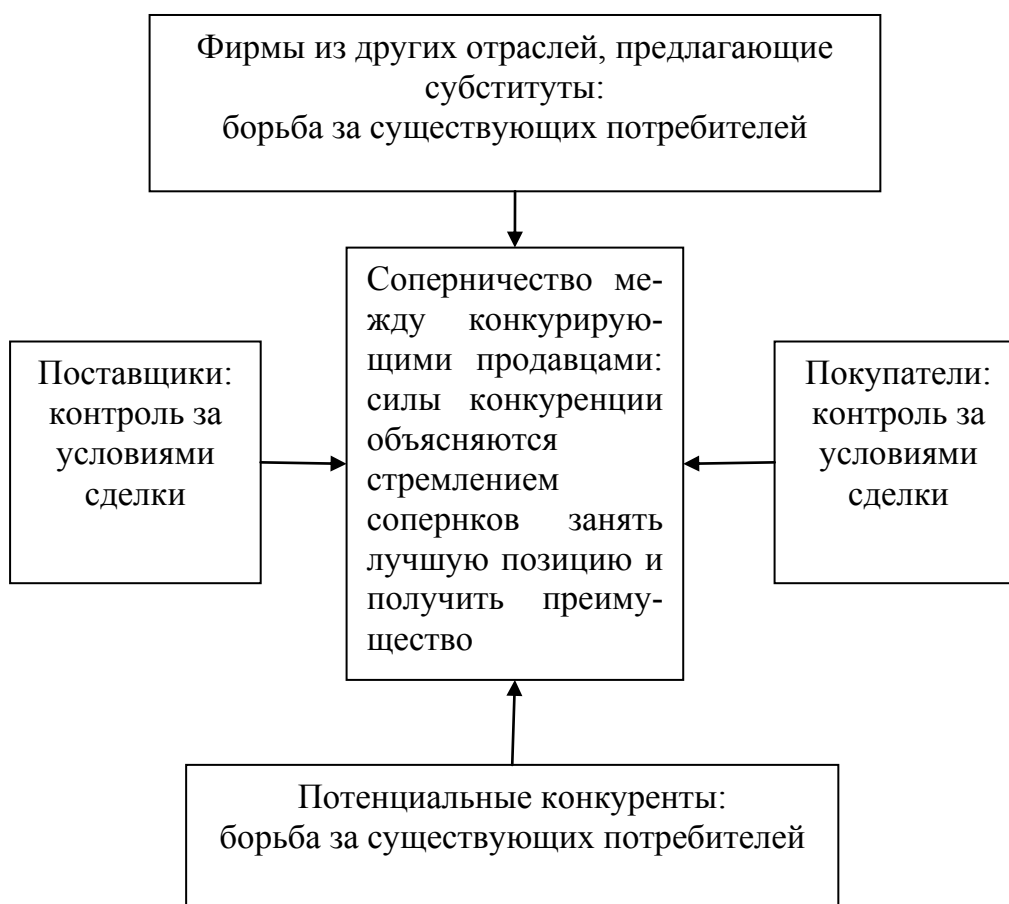 Фирмы из других отраслей, предлагающие
субституты:
борьба за существующих потребителей
Соперничество ме-
жду конкурирую-
щими продавцами:
силы конкуренции
объясняются
стремлением
сопернков занять
лучшую позицию и
получить преиму-
щество
Поставщики:
контроль за
условиями
сделки
Покупатели:
контроль за
условиями
сделки
Потенциальные конкуренты:
борьба за существующих потребителей